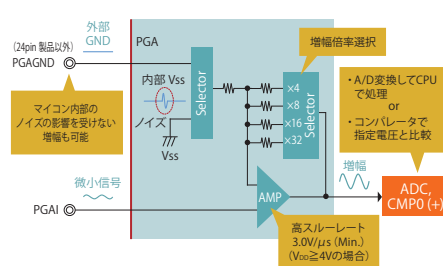 外部
GND
(24pin 製品以外)
PGAGND
PGA
増幅倍率選択
内部 Vss
ノイズ
Vss
Selector
×4
×8
×16
×32
Selector
マイコン内部の
ノイズの影響を受けない
増幅も可能
・A/D変換してCPU
で処理
or
・コンパレータで
指定電圧と比較
微小信号
PGAI
AMP
増幅
ADC,
CMP0 (+)
高スルーレート
3.0V/μs (Min.)
(VDD≧4Vの場合)